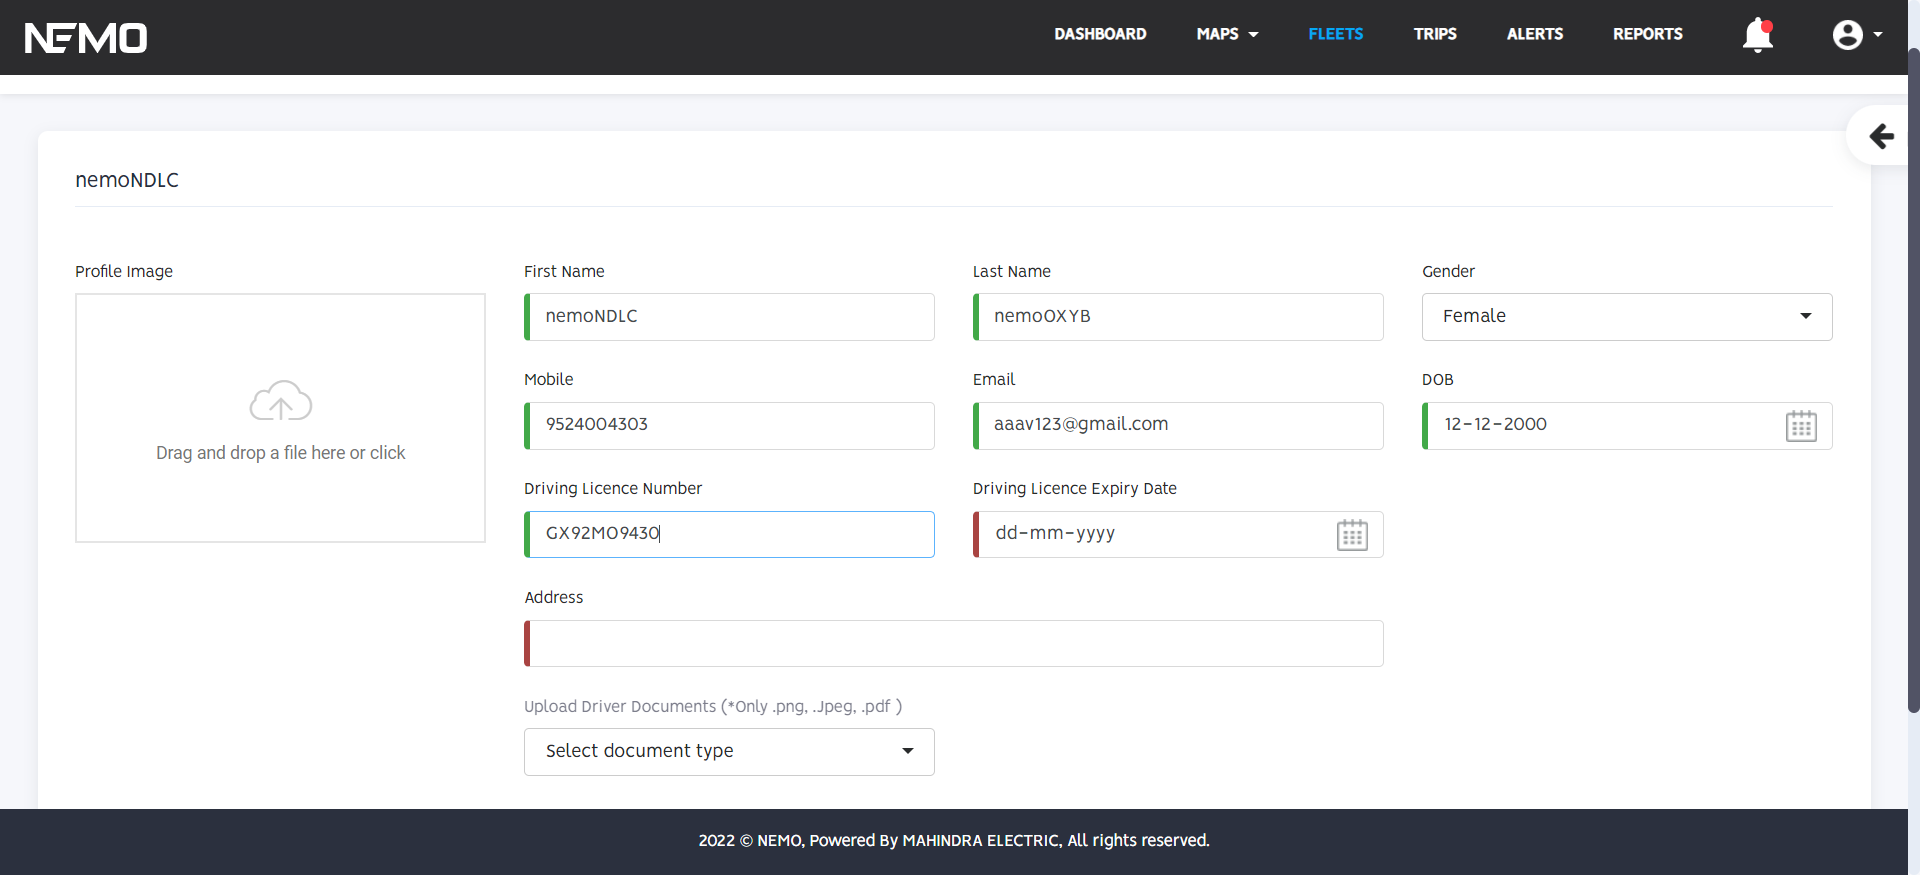 NEMO
DASHBOARD MAPS FLEETS TRIPS ALERTS REPORTS
nemoNDLC
Profile Image
Drag and drop a file here or click
First Name
nemoNDLC
Last Name
nemoOXYB
Gender
Female
Mobile
9524004303
Email
aaav123@gmail.com
DOB
12-12-2000
Driving Licence Number
GX92MO9430
Driving Licence Expiry Date
dd-mm-yyyy
Address
Upload Driver Documents (*Only .png, .Jpeg, .pdf )
Select document type
2022 © NEMO, Powered By MAHINDRA ELECTRIC, All rights reserved.